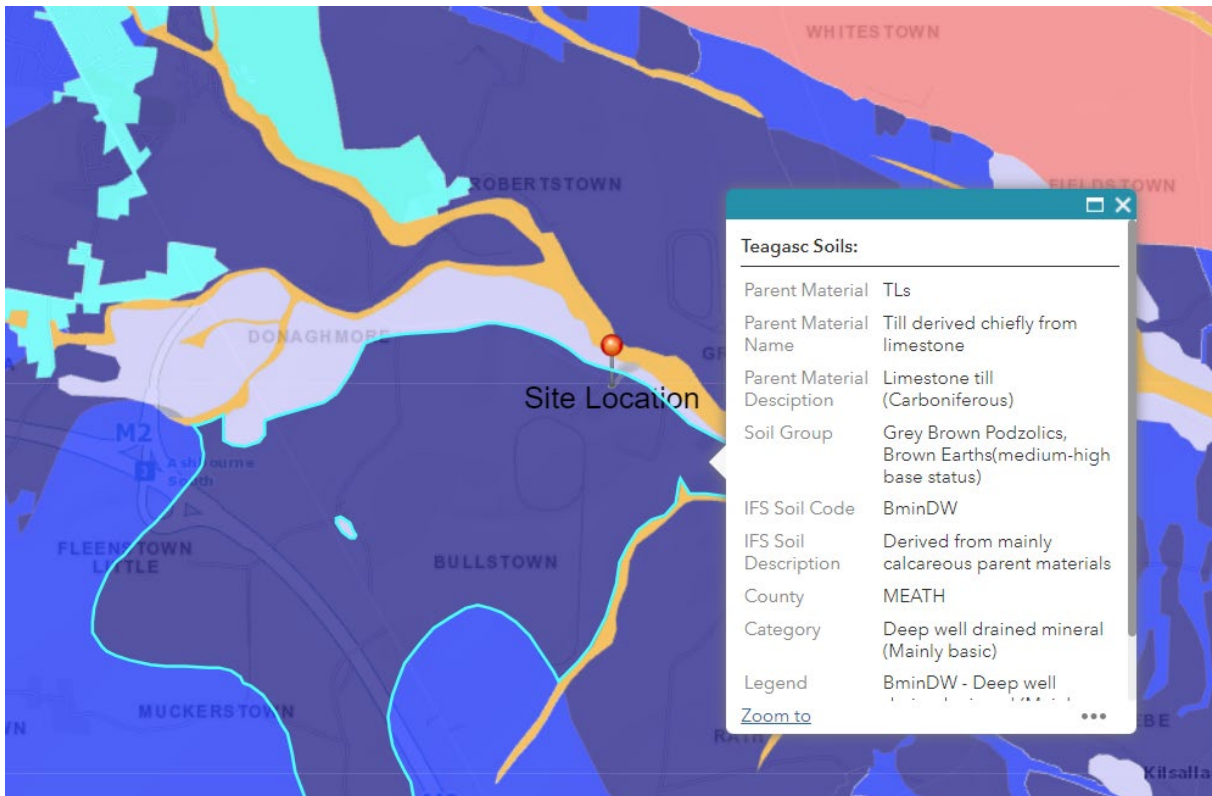 WHITESTOWN
ROBERTSTOWN
FIELDSTOWN
DONAGHMORE
Site Location
M2
3
Ashbourne
South
FLEENSTOWN
LITTLE
BULLSTOWN
MUCKERSTOWN
RATH
Kilsalla
Teagasc Soils:
Parent Material TLs
Parent Material Till derived chiefly from
Name limestone
Parent Material Limestone till
Desciption (Carboniferous)
Soil Group Grey Brown Podzolics,
Brown Earths(medium-high
base status)
IFS Soil Code BminDW
IFS Soil Derived from mainly
Description calcareous parent materials
County MEATH
Category Deep well drained mineral
(Mainly basic)
Legend BminDW - Deep well
Zoom to